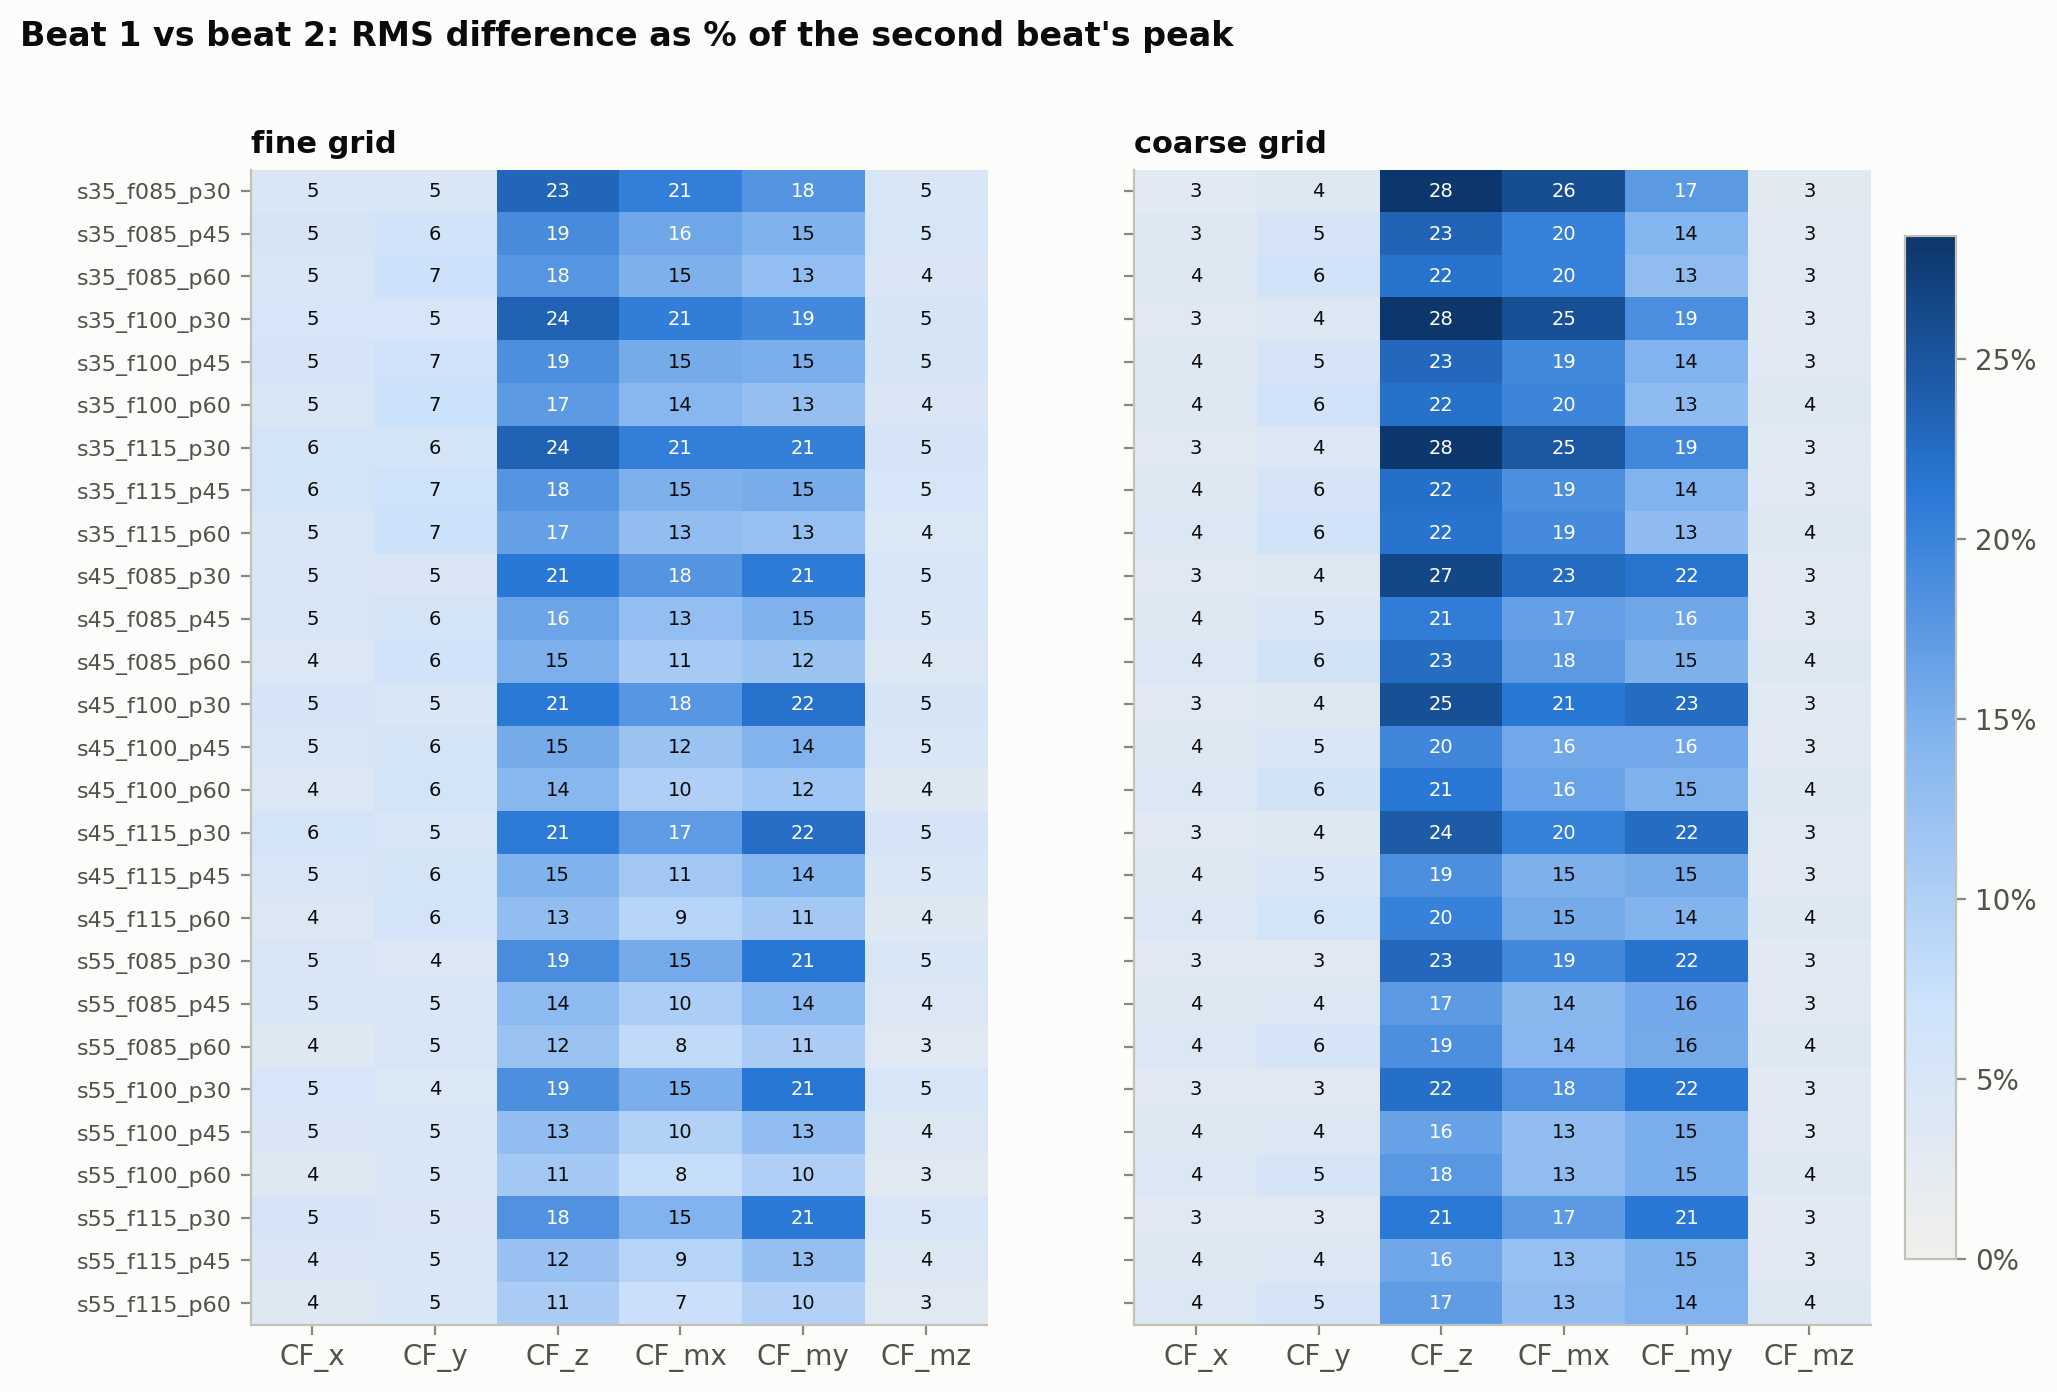 Beat 1 vs beat 2: RMS difference as % of the second beat's peak
fine grid
coarse grid
s35_f085_p30 5 5 23 21 18 5 3 4 28 26 17 3
s35_f085_p45 5 6 19 16 15 5 3 5 23 20 14 3
s35_f085_p60 5 7 18 15 13 4 4 6 22 20 13 3
s35_f100_p30 5 5 24 21 19 5 3 4 28 25 19 3
s35_f100_p45 5 7 19 15 15 5 4 5 23 19 14 3
s35_f100_p60 5 7 17 14 13 4 4 6 22 20 13 4
s35_f115_p30 6 6 24 21 21 5 3 4 28 25 19 3
s35_f115_p45 6 7 18 15 15 5 4 6 22 19 14 3
s35_f115_p60 5 7 17 13 13 4 4 6 22 19 13 4
s45_f085_p30 5 5 21 18 21 5 3 4 27 23 22 3
s45_f085_p45 5 6 16 13 15 5 4 5 21 17 16 3
s45_f085_p60 4 6 15 11 12 4 4 6 23 18 15 4
s45_f100_p30 5 5 21 18 22 5 3 4 25 21 23 3
s45_f100_p45 5 6 15 12 14 5 4 5 20 16 16 3
s45_f100_p60 4 6 14 10 12 4 4 6 21 16 15 4
s45_f115_p30 6 5 21 17 22 5 3 4 24 20 22 3
s45_f115_p45 5 6 15 11 14 5 4 5 19 15 15 3
s45_f115_p60 4 6 13 9 11 4 4 6 20 15 14 4
s55_f085_p30 5 4 19 15 21 5 3 3 23 19 22 3
s55_f085_p45 5 5 14 10 14 4 4 4 17 14 16 3
s55_f085_p60 4 5 12 8 11 3 4 6 19 14 16 4
s55_f100_p30 5 4 19 15 21 5 3 3 22 18 22 3
s55_f100_p45 5 5 13 10 13 4 4 4 16 13 15 3
s55_f100_p60 4 5 11 8 10 3 4 5 18 13 15 4
s55_f115_p30 5 5 18 15 21 5 3 3 21 17 21 3
s55_f115_p45 4 5 12 9 13 4 4 4 16 13 15 3
s55_f115_p60 4 5 11 7 10 3 4 5 17 13 14 4
CF_x CF_y CF_z CF_mx CF_my CF_mz
CF_x CF_y CF_z CF_mx CF_my CF_mz
25%
20%
15%
10%
5%
0%